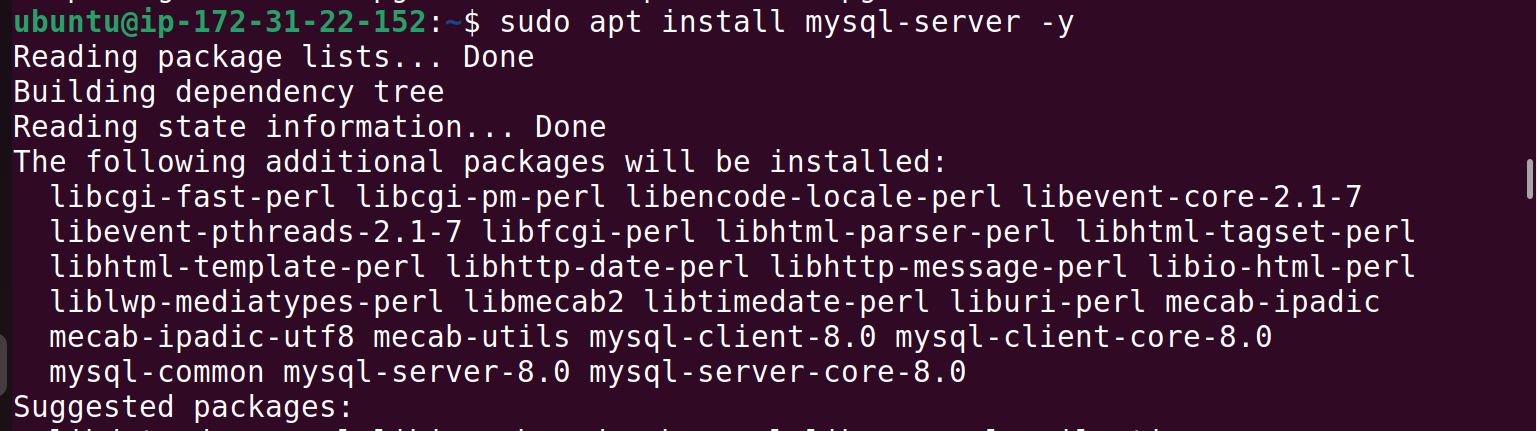 ubuntu@ip-172-31-22-152:~$ sudo apt install mysql-server -y
Reading package lists... Done
Building dependency tree
Reading state information... Done
The following additional packages will be installed:
  libcgi-fast-perl libcgi-pm-perl libencode-locale-perl libevent-core-2.1-7
  libevent-pthreads-2.1-7 libfcgi-perl libhtml-parser-perl libhtml-tagset-perl
  libhtml-template-perl libhttp-date-perl libhttp-message-perl libio-html-perl
  liblwp-mediatypes-perl libmecab2 libtimedate-perl liburi-perl mecab-ipadic
  mecab-ipadic-utf8 mecab-utils mysql-client-8.0 mysql-client-core-8.0
  mysql-common mysql-server-8.0 mysql-server-core-8.0
Suggested packages: